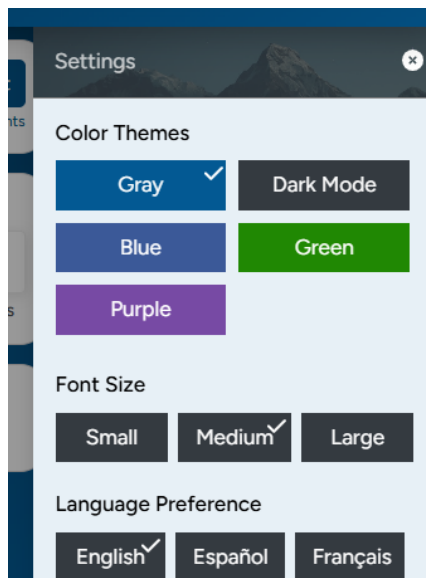 Settings
Color Themes
Gray
Dark Mode
Blue
Green
Purple
Font Size
Small
Medium
Large
Language Preference
English
Español
Français